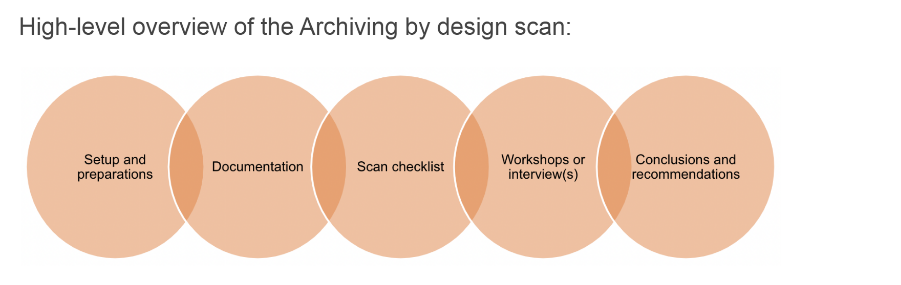 High-level overview of the Archiving by design scan:
Setup and
preparations
Documentation
Scan checklist
Workshops or
interview(s)
Conclusions and
recommendations